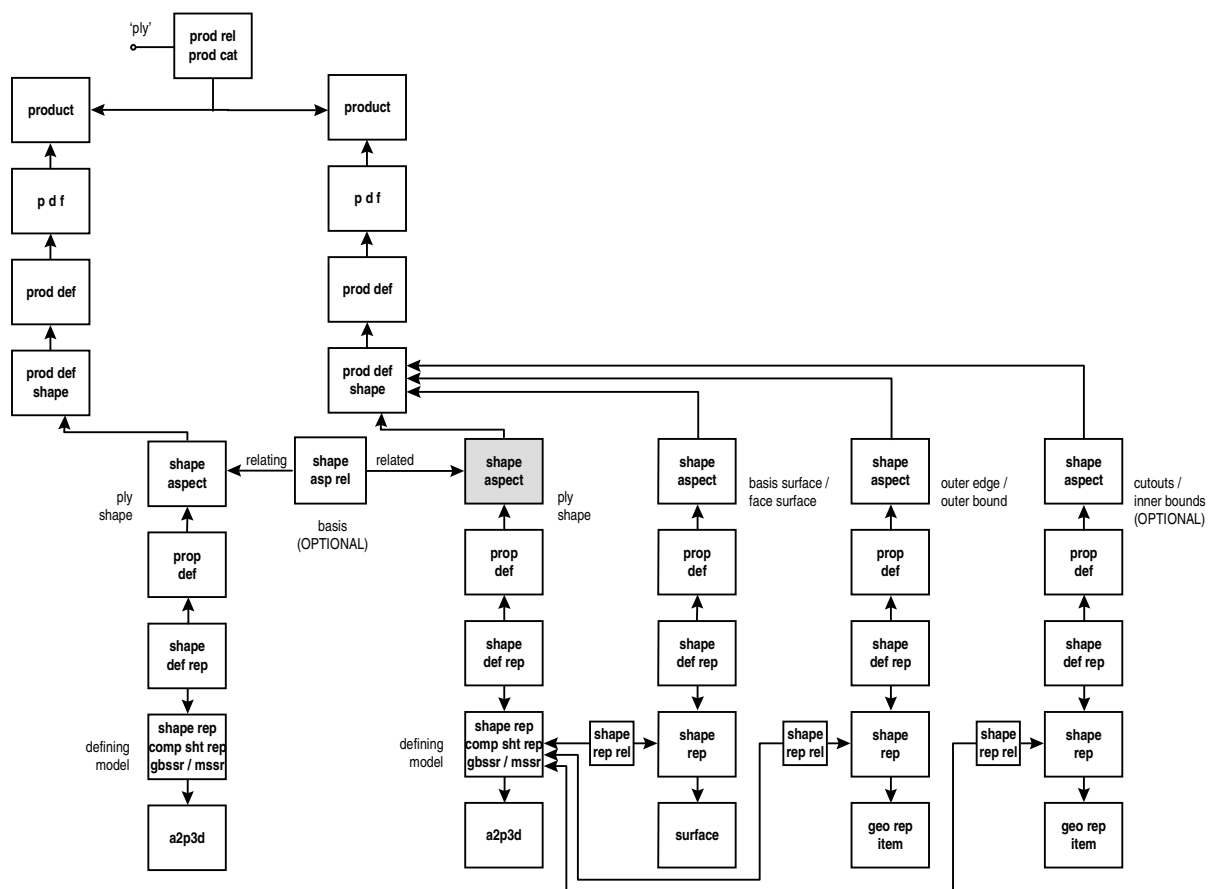 'ply'
prod rel
prod cat
product
product
p d f
p d f
prod def
prod def
prod def
shape
prod def
shape
shape
aspect
relating
shape
asp rel
related
shape
aspect
shape
aspect
basis surface /
face surface
shape
aspect
outer edge /
outer bound
shape
aspect
cutouts /
inner bounds
(OPTIONAL)
ply
shape
basis
(OPTIONAL)
ply
shape
prop
def
prop
def
prop
def
prop
def
prop
def
shape
def rep
shape
def rep
shape
def rep
shape
def rep
shape
def rep
defining
model
shape rep
comp sht rep
gbssr / mssr
defining
model
shape rep
comp sht rep
gbssr / mssr
shape
rep rel
shape
rep
shape
rep rel
shape
rep
shape
rep rel
shape
rep
a2p3d
a2p3d
surface
geo rep
item
geo rep
item